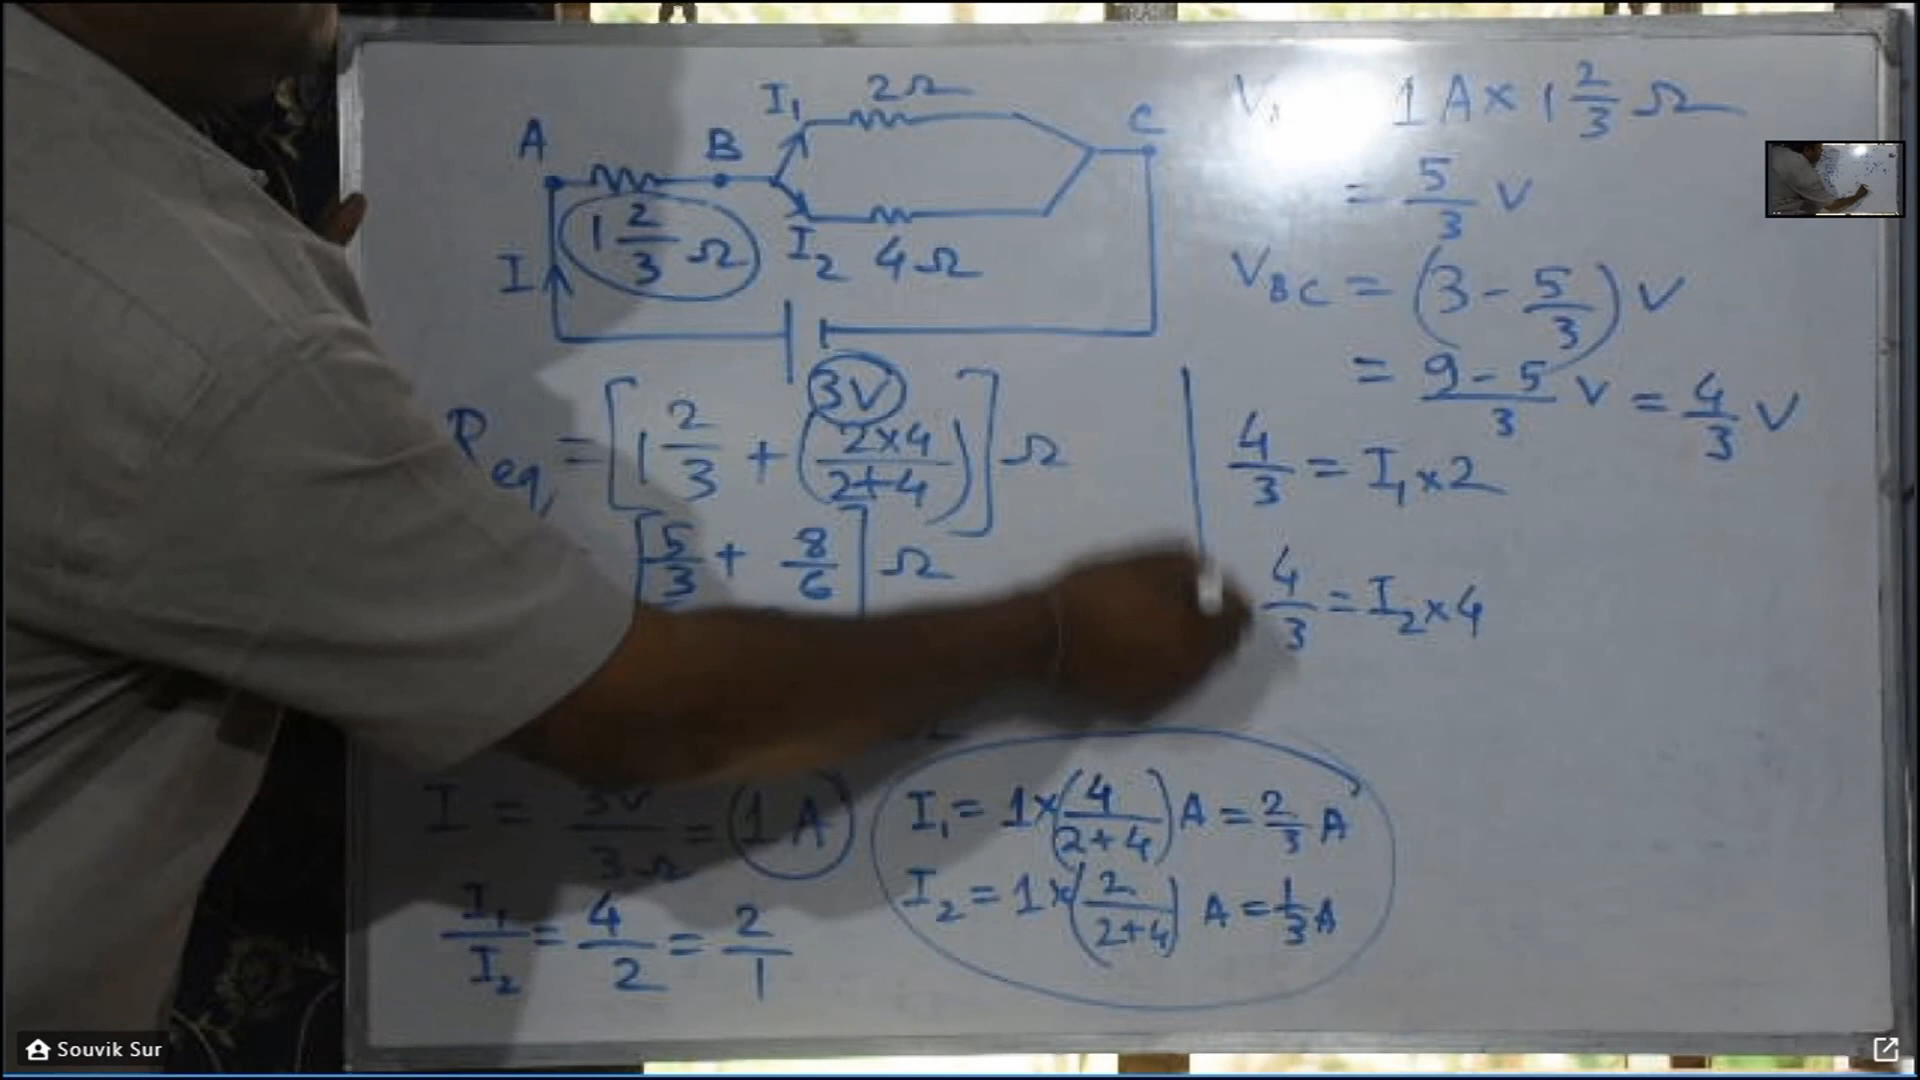 A
B
C
I₁
2Ω
1 2/3 Ω
I
I₂
4Ω
3V
R eq, = [1 2/3 + (2×4/2+4)] Ω
[5/3 + 8/6] Ω
I = 3V/3Ω = 1 A
I₁/I₂ = 4/2 = 2/1
I₁ = 1×(4/2+4) A = 2/3 A
I₂ = 1×(2/2+4) A = 1/3 A
1A × 1 2/3 Ω
= 5/3 V
V BC = (3 - 5/3) V
= 9-5/3 V = 4/3 V
4/3 = I₁×2
4/3 = I₂×4
Souvik Sur